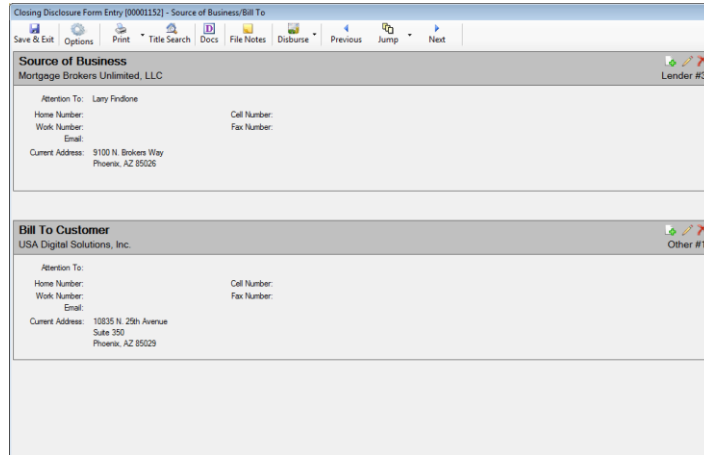 Closing Disclosure Form Entry [00001152] - Source of Business/Bill To
Save & Exit Options Print Title Search Docs File Notes Disburse Previous Jump Next
Source of Business
Mortgage Brokers Unlimited, LLC
Lender #3
Attention To: Larry Findlone
Home Number: Cell Number:
Work Number: Fax Number:
Email:
Current Address: 9100 N. Brokers Way
Phoenix, AZ 85026
Bill To Customer
USA Digital Solutions, Inc.
Other #1
Attention To:
Home Number: Cell Number:
Work Number: Fax Number:
Email:
Current Address: 10835 N. 25th Avenue
Suite 350
Phoenix, AZ 85029